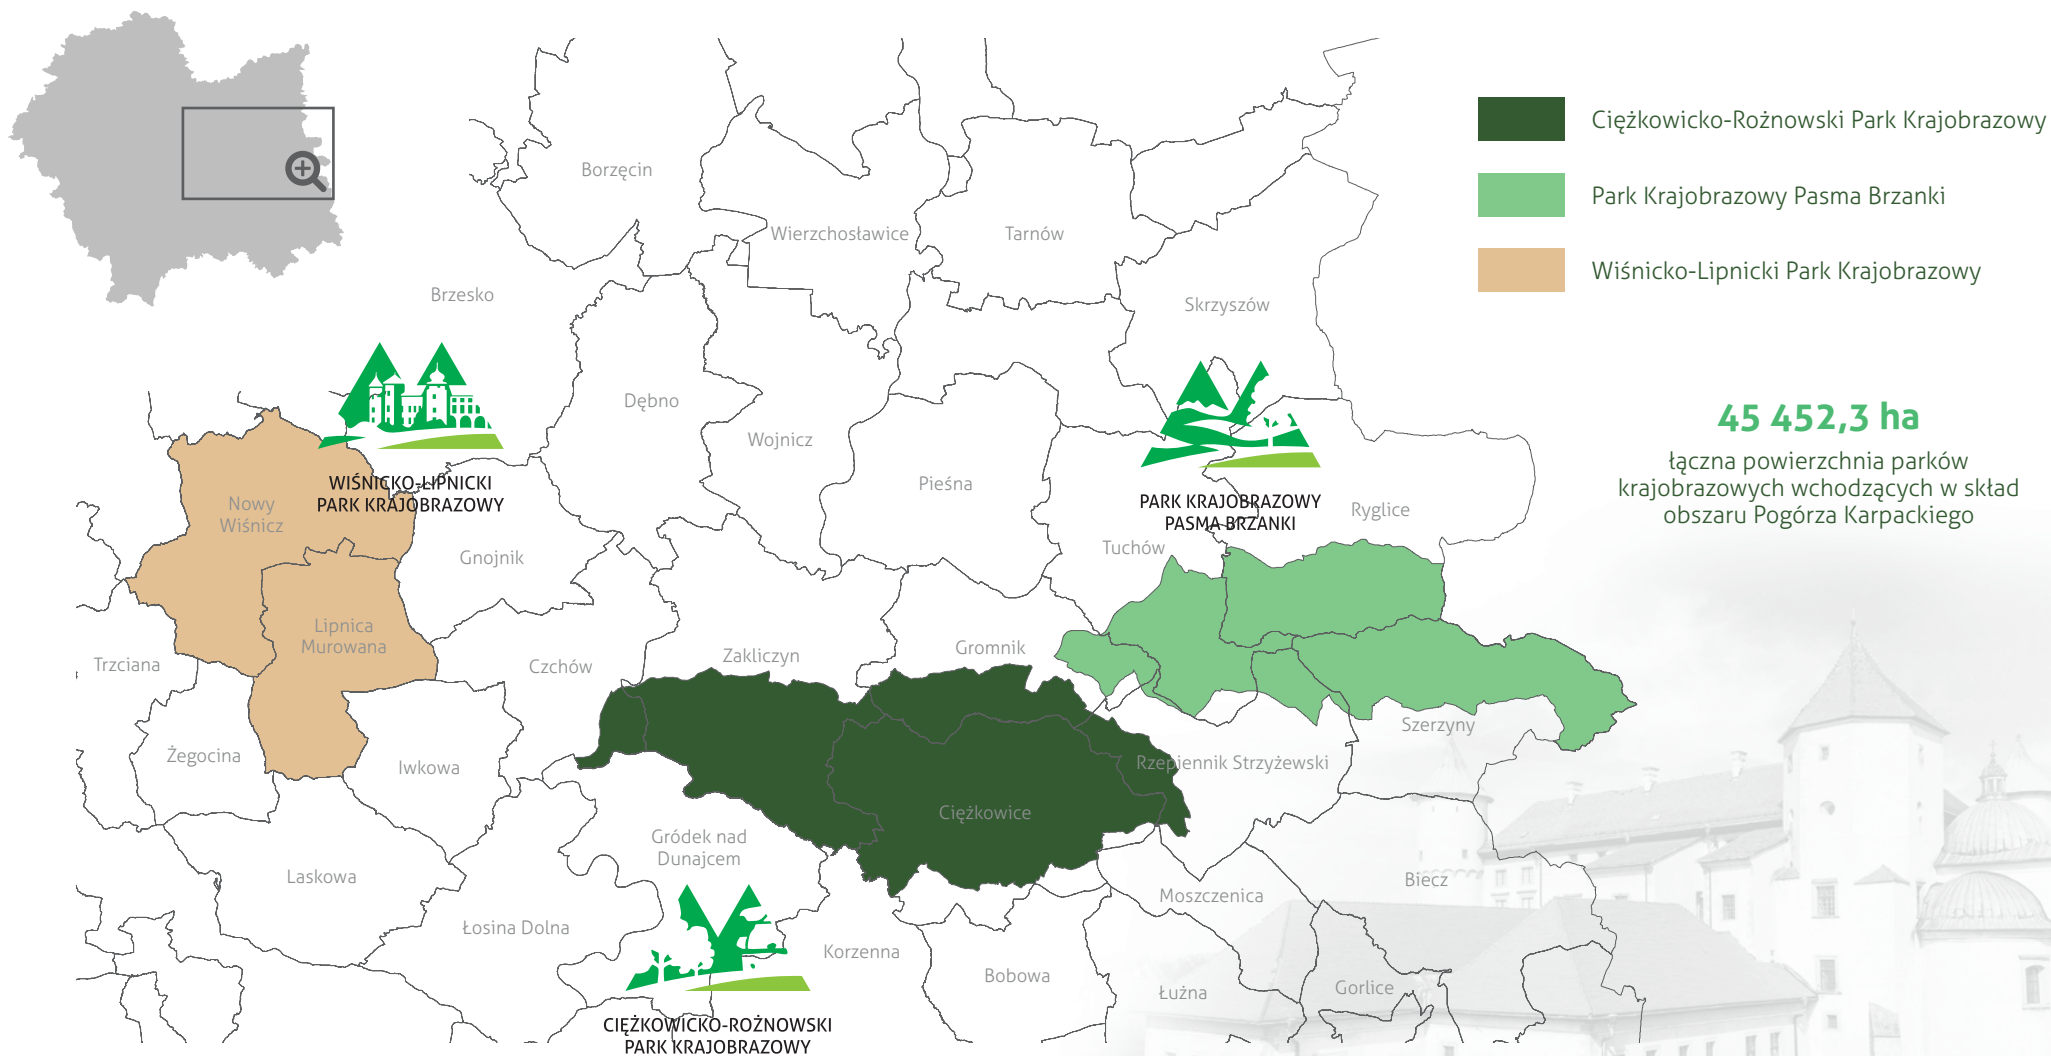 Ciężkowicko-Rożnowski Park Krajobrazowy
Park Krajobrazowy Pasma Brzanki
Wiśnicko-Lipnicki Park Krajobrazowy
45 452,3 ha
łączna powierzchnia parków
krajobrazowych wchodzących w skład
obszaru Pogórza Karpackiego
Borzęcin
Wierzchosławice
Tarnów
Brzesko
Skrzyszów
Dębno
Wojnicz
Pieśna
WIŚNICKO-LIPNICKI
PARK KRAJOBRAZOWY
PARK KRAJOBRAZOWY
PASMA BRZANKI
Nowy
Wiśnicz
Ryglice
Gnojnik
Tuchów
Lipnica
Murowana
Trzciana
Czchów
Zakliczyn
Gromnik
Szerzyny
Żegocina
Iwkowa
Rzepiennik Strzyżewski
Ciężkowice
Gródek nad
Dunajcem
Laskowa
Biecz
Moszczenica
Łosina Dolna
Korzenna
Bobowa
Łużna
Gorlice
CIĘŻKOWICKO-ROŻNOWSKI
PARK KRAJOBRAZOWY